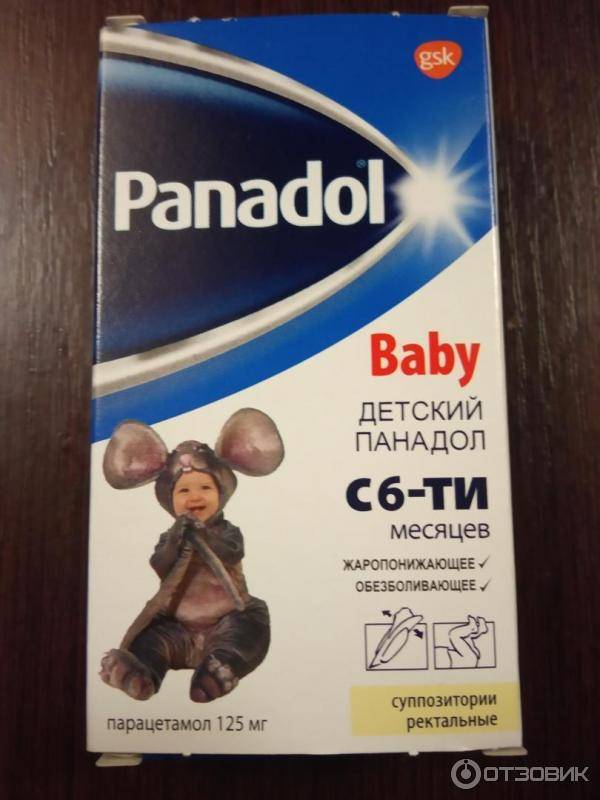 gsk
Panadol®
Baby
ДЕТСКИЙ
ПАНАДОЛ
С 6-ТИ
месяцев
ЖАРОПОНИЖАЮЩЕЕ ✓
ОБЕЗБОЛИВАЮЩЕЕ ✓
суппозитории
ректальные
парацетамол 125 мг
ОТЗОВИК